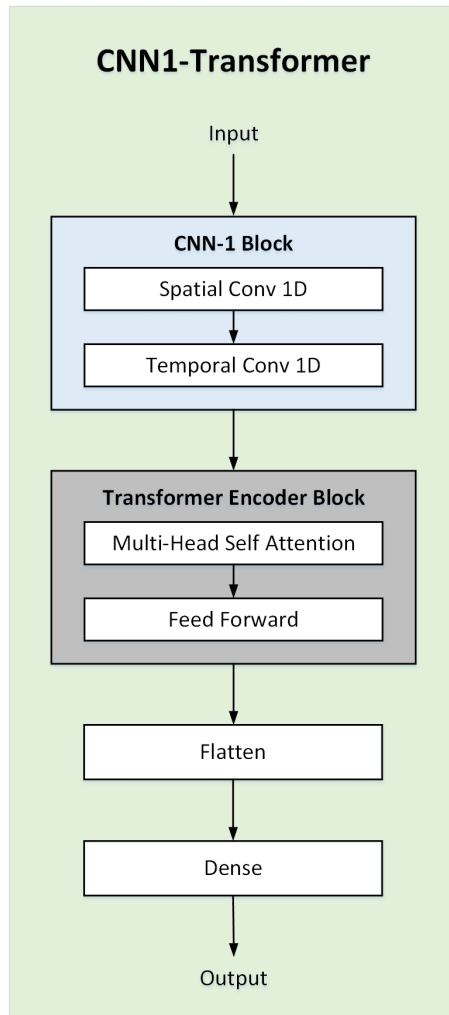 CNN1-Transformer
Input
CNN-1 Block
Spatial Conv 1D
Temporal Conv 1D
Transformer Encoder Block
Multi-Head Self Attention
Feed Forward
Flatten
Dense
Output